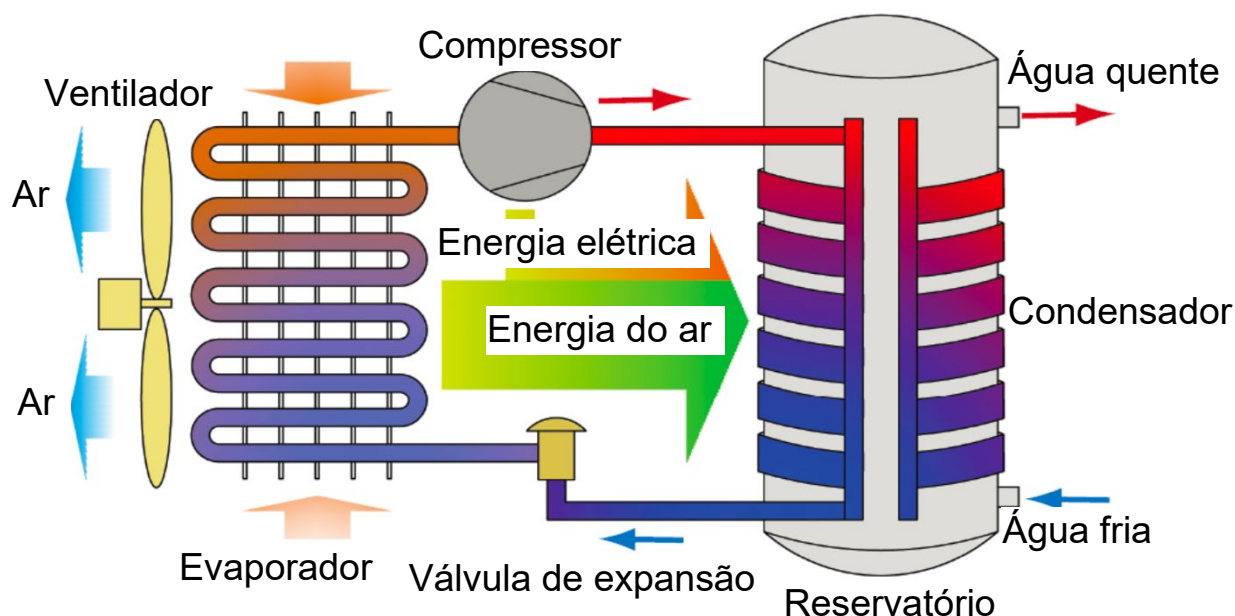 Compressor
Ventilador
Água quente
Ar
Energia elétrica
Energia do ar
Condensador
Ar
Água fria
Evaporador
Válvula de expansão
Reservatório